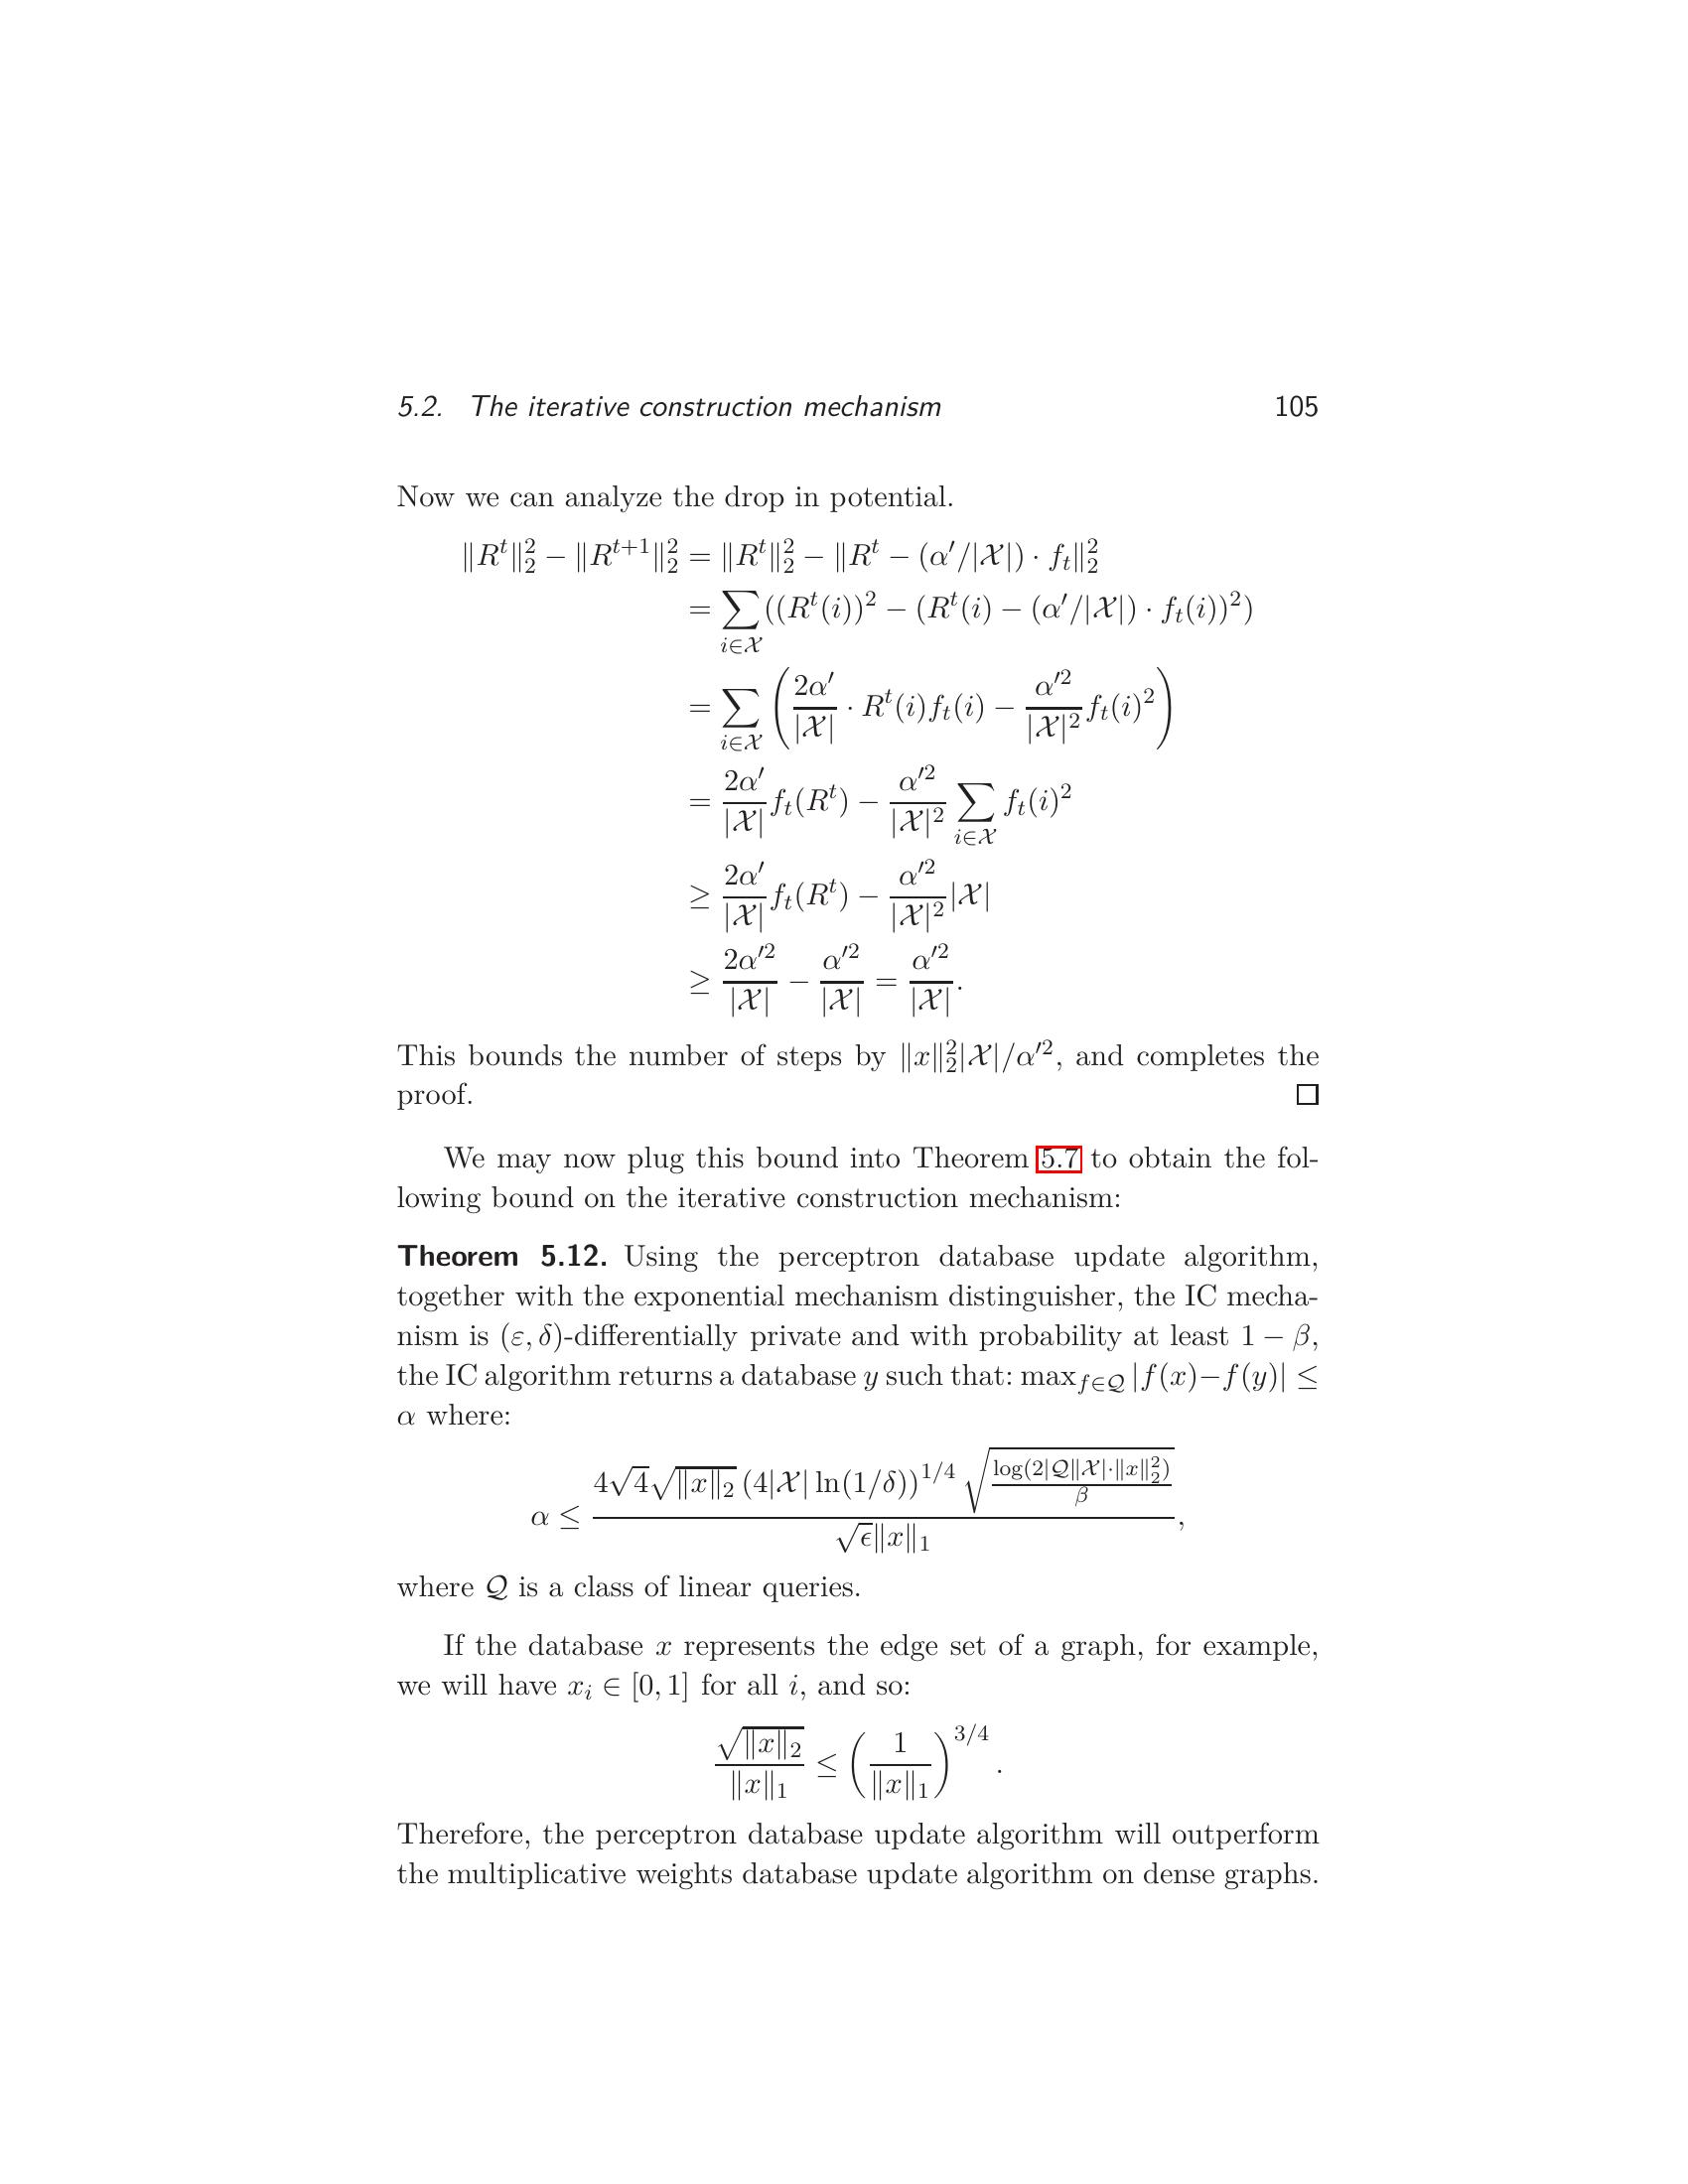 5.2. The iterative construction mechanism 105
Now we can analyze the drop in potential.
$\|R^t\|_2^2 - \|R^{t+1}\|_2^2 = \|R^t\|_2^2 - \|R^t - (\alpha'/|\mathcal{X}|) \cdot f_t\|_2^2$
$= \sum_{i \in \mathcal{X}} ((R^t(i))^2 - (R^t(i) - (\alpha'/|\mathcal{X}|) \cdot f_t(i))^2)$
$= \sum_{i \in \mathcal{X}} \left( \frac{2\alpha'}{|\mathcal{X}|} \cdot R^t(i) f_t(i) - \frac{\alpha'^2}{|\mathcal{X}|^2} f_t(i)^2 \right)$
$= \frac{2\alpha'}{|\mathcal{X}|} f_t(R^t) - \frac{\alpha'^2}{|\mathcal{X}|^2} \sum_{i \in \mathcal{X}} f_t(i)^2$
$\geq \frac{2\alpha'}{|\mathcal{X}|} f_t(R^t) - \frac{\alpha'^2}{|\mathcal{X}|^2} |\mathcal{X}|$
$\geq \frac{2\alpha'^2}{|\mathcal{X}|} - \frac{\alpha'^2}{|\mathcal{X}|} = \frac{\alpha'^2}{|\mathcal{X}|}.$
This bounds the number of steps by $\|x\|_2^2 |\mathcal{X}|/\alpha'^2$, and completes the
proof. □
We may now plug this bound into Theorem 5.7 to obtain the fol-
lowing bound on the iterative construction mechanism:
Theorem 5.12. Using the perceptron database update algorithm,
together with the exponential mechanism distinguisher, the IC mecha-
nism is $(\varepsilon, \delta)$-differentially private and with probability at least $1 - \beta$,
the IC algorithm returns a database $y$ such that: $\max_{f \in \mathcal{Q}} |f(x) - f(y)| \leq$
$\alpha$ where:
$\alpha \leq \frac{4\sqrt{4}\sqrt{\|x\|_2} \, (4|\mathcal{X}| \ln(1/\delta))^{1/4} \sqrt{\frac{\log(2|\mathcal{Q}\||\mathcal{X}| \cdot \|x\|_2^2)}{\beta}}}{\sqrt{\epsilon}\|x\|_1},$
where $\mathcal{Q}$ is a class of linear queries.
If the database $x$ represents the edge set of a graph, for example,
we will have $x_i \in [0, 1]$ for all $i$, and so:
$\frac{\sqrt{\|x\|_2}}{\|x\|_1} \leq \left( \frac{1}{\|x\|_1} \right)^{3/4}.$
Therefore, the perceptron database update algorithm will outperform
the multiplicative weights database update algorithm on dense graphs.